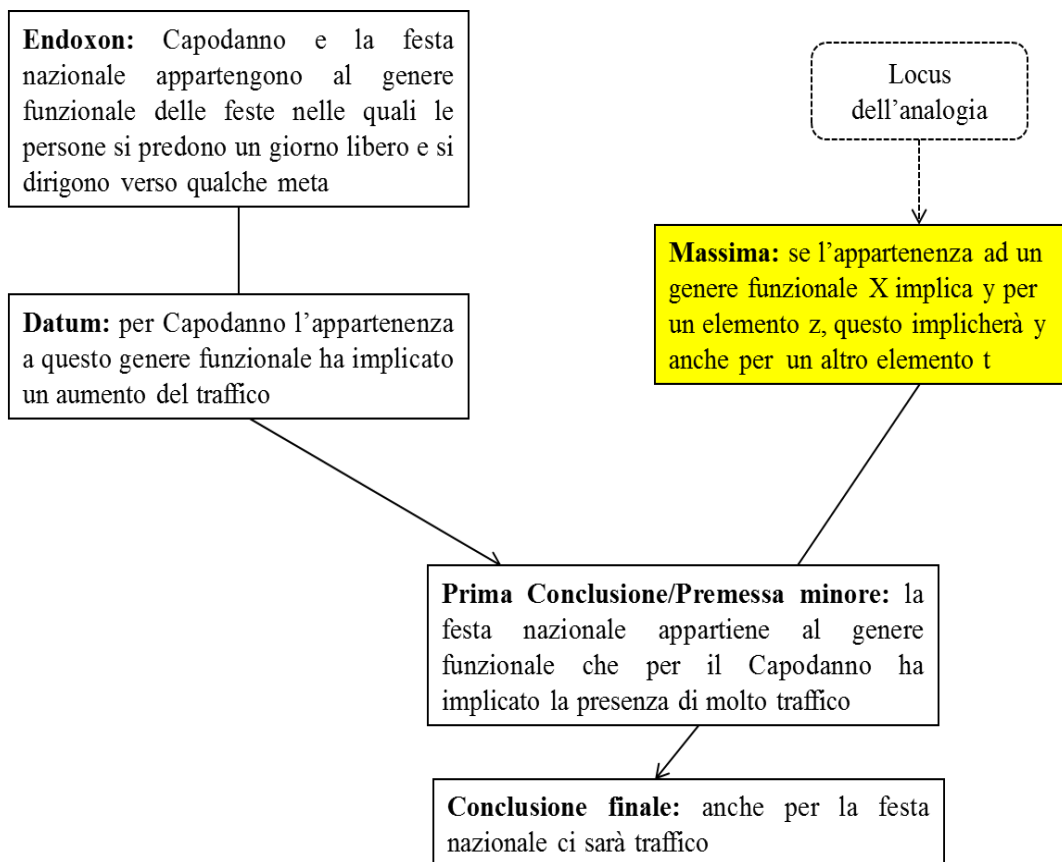 Endoxon: Capodanno e la festa
nazionale appartengono al genere
funzionale delle feste nelle quali le
persone si predono un giorno libero e si
dirigono verso qualche meta
Locus
dell’analogia
Massima: se l’appartenenza ad un
genere funzionale X implica y per
un elemento z, questo implicherà y
anche per un altro elemento t
Datum: per Capodanno l’appartenenza
a questo genere funzionale ha implicato
un aumento del traffico
Prima Conclusione/Premessa minore: la
festa nazionale appartiene al genere
funzionale che per il Capodanno ha
implicato la presenza di molto traffico
Conclusione finale: anche per la festa
nazionale ci sarà traffico